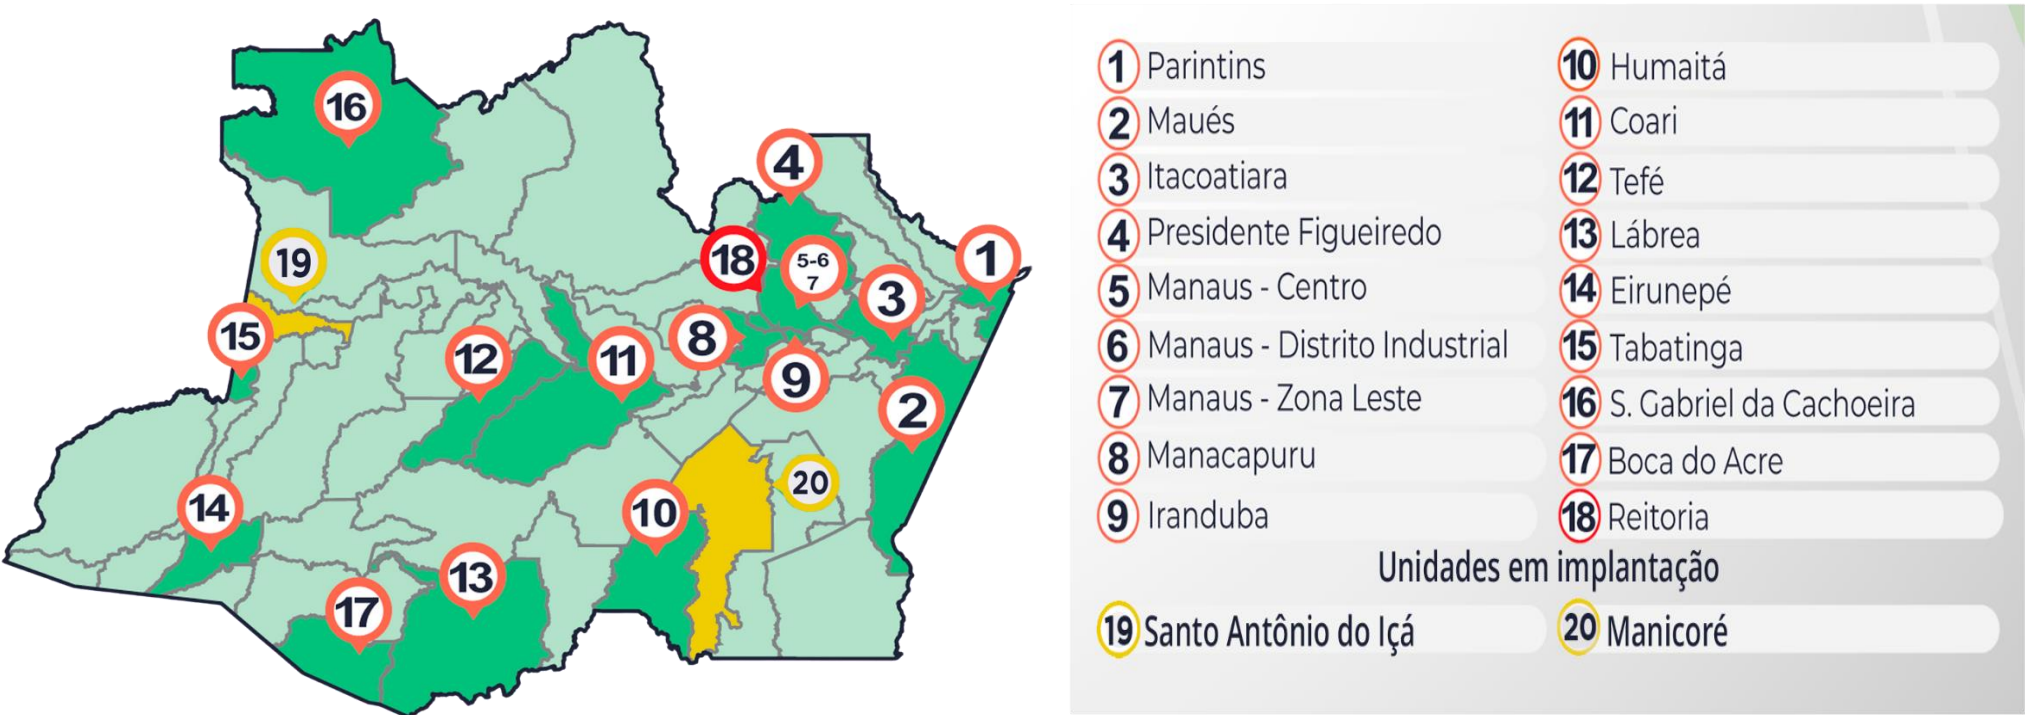 16
4
18
5-6
7
1
19
3
15
8
12
11
9
2
14
10
20
13
17
1 Parintins
2 Maués
3 Itacoatiara
4 Presidente Figueiredo
5 Manaus - Centro
6 Manaus - Distrito Industrial
7 Manaus - Zona Leste
8 Manacapuru
9 Iranduba
10 Humaitá
11 Coari
12 Tefé
13 Lábrea
14 Eirunepé
15 Tabatinga
16 S. Gabriel da Cachoeira
17 Boca do Acre
18 Reitoria
Unidades em implantação
19 Santo Antônio do Içá
20 Manicoré